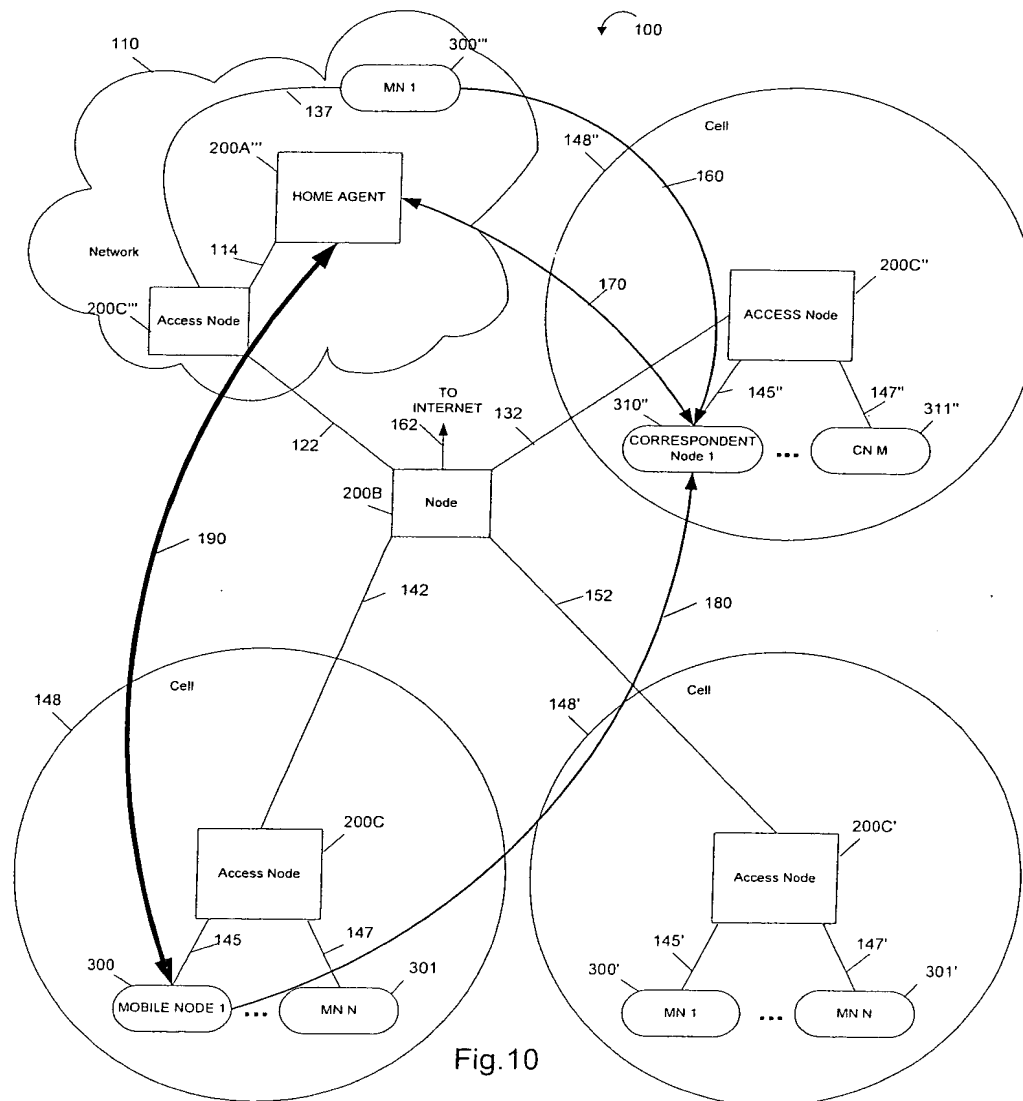 100
110
300'''
MN 1
137
Cell
148''
200A'''
160
HOME AGENT
Network
114
170
200C''
200C'''
Access Node
ACCESS Node
TO
INTERNET
145''
147''
310''
311''
162
132
122
CORRESPONDENT
Node 1
...
CN M
200B
Node
190
142
152
180
148
Cell
148'
Cell
200C
200C'
Access Node
Access Node
145
147
145'
147'
300
301
300'
301'
MOBILE NODE 1
...
MN N
MN 1
...
MN N
Fig.10